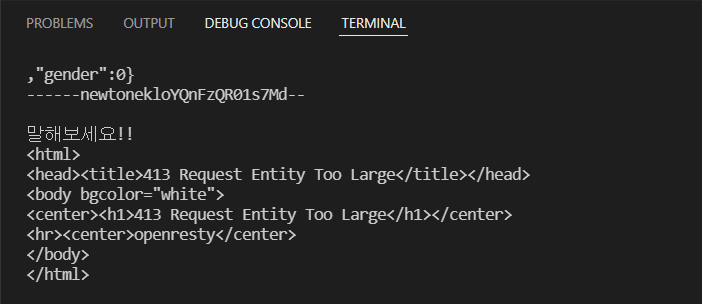 PROBLEMS OUTPUT DEBUG CONSOLE TERMINAL
,"gender":0}
------newtonekloYQnFzQR01s7Md--
말해보세요!!
<html>
<head><title>413 Request Entity Too Large</title></head>
<body bgcolor="white">
<center><h1>413 Request Entity Too Large</h1></center>
<hr><center>openresty</center>
</body>
</html>